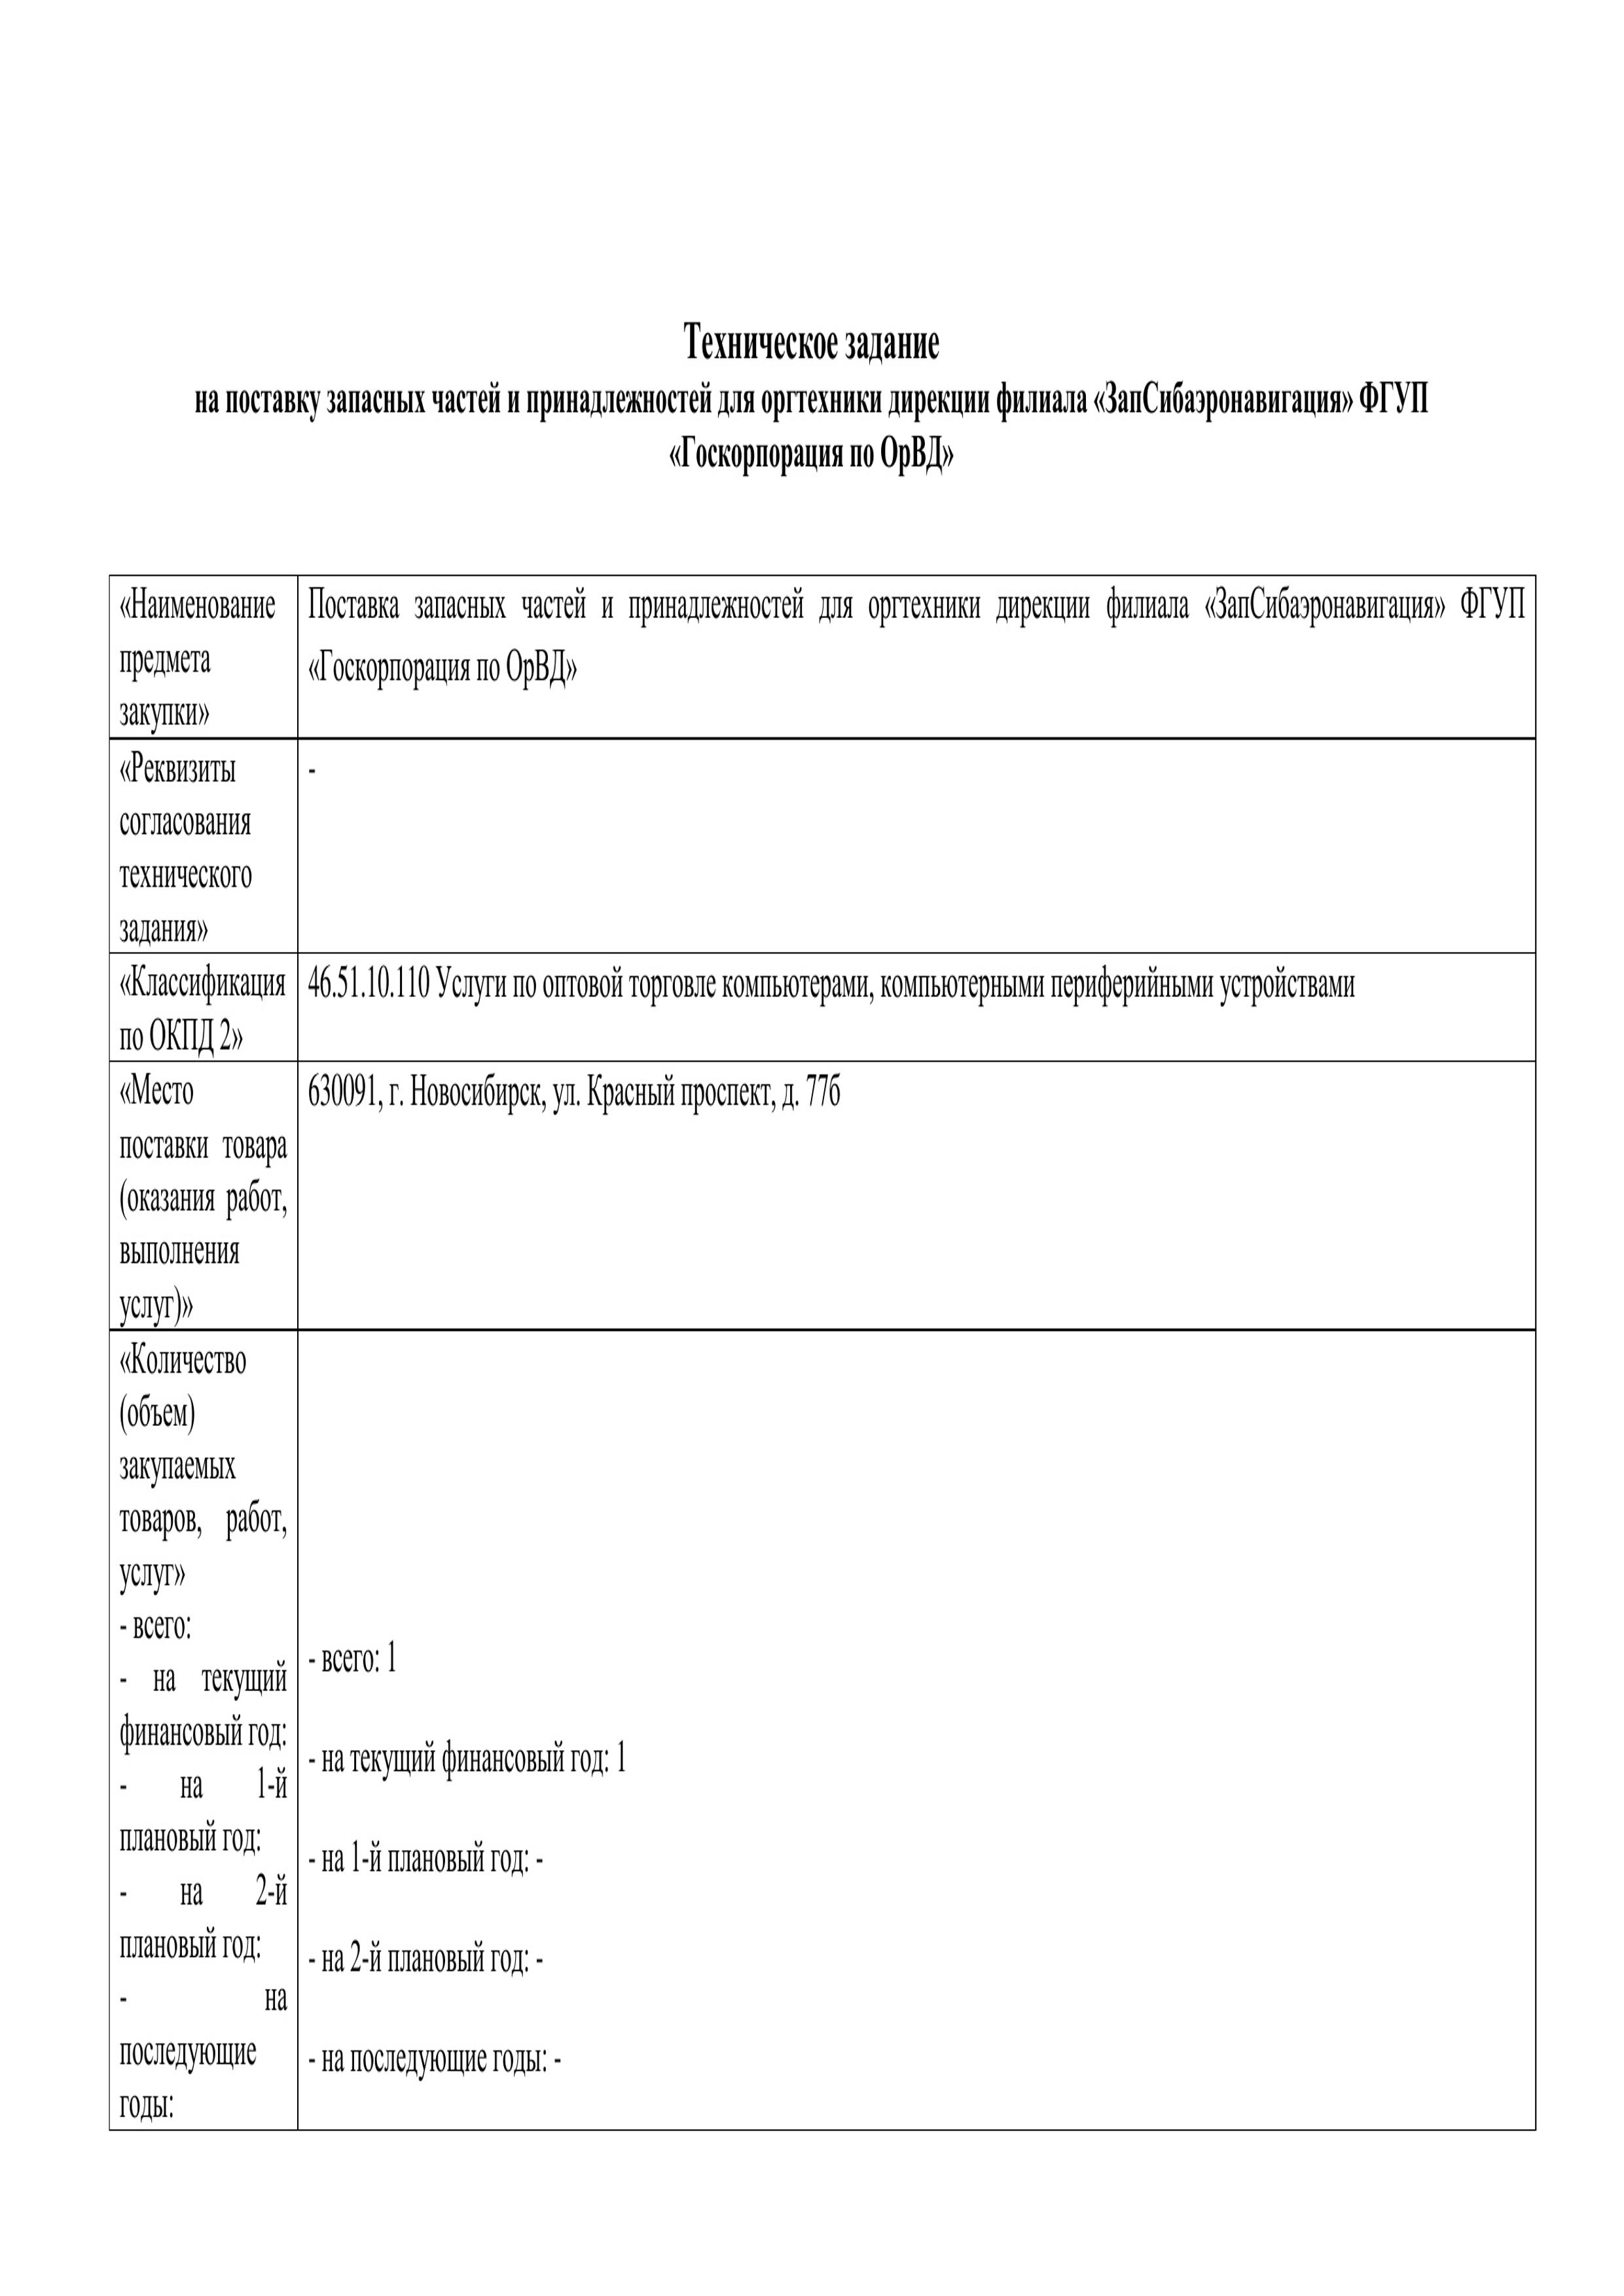 Техническое задание
на поставку запасных частей и принадлежностей для оргтехники дирекции филиала «ЗапСибаэронавигация» ФГУП
«Госкорпорация по ОрВД»
«Наименование
предмета
закупки»
Поставка запасных частей и принадлежностей для оргтехники дирекции филиала «ЗапСибаэронавигация» ФГУП
«Госкорпорация по ОрВД»
«Реквизиты
согласования
технического
задания»
-
«Классификация
по ОКПД 2»
46.51.10.110 Услуги по оптовой торговле компьютерами, компьютерными периферийными устройствами
«Место
поставки товара
(оказания работ,
выполнения
услуг)»
630091, г. Новосибирск, ул. Красный проспект, д. 77б
«Количество
(объем)
закупаемых
товаров, работ,
услуг»
- всего:
- на текущий
финансовый год:
- на 1-й
плановый год:
- на 2-й
плановый год:
- на
последующие
годы:
- всего: 1
- на текущий финансовый год: 1
- на 1-й плановый год: -
- на 2-й плановый год: -
- на последующие годы: -